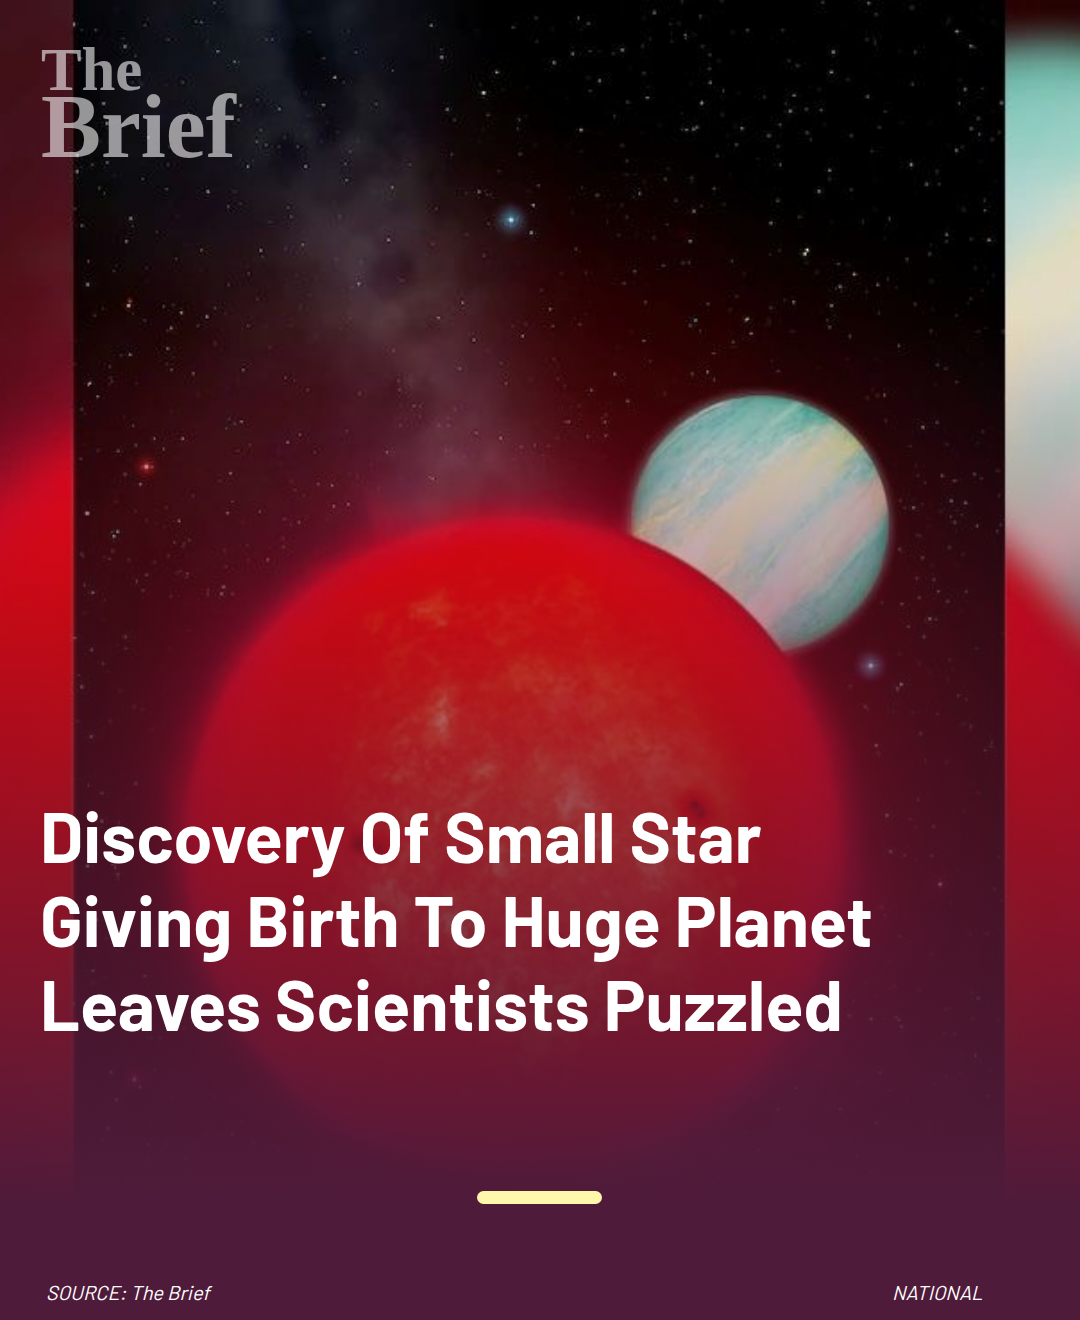 The
Brief
Discovery Of Small Star
Giving Birth To Huge Planet
Leaves Scientists Puzzled
SOURCE: The Brief
NATIONAL